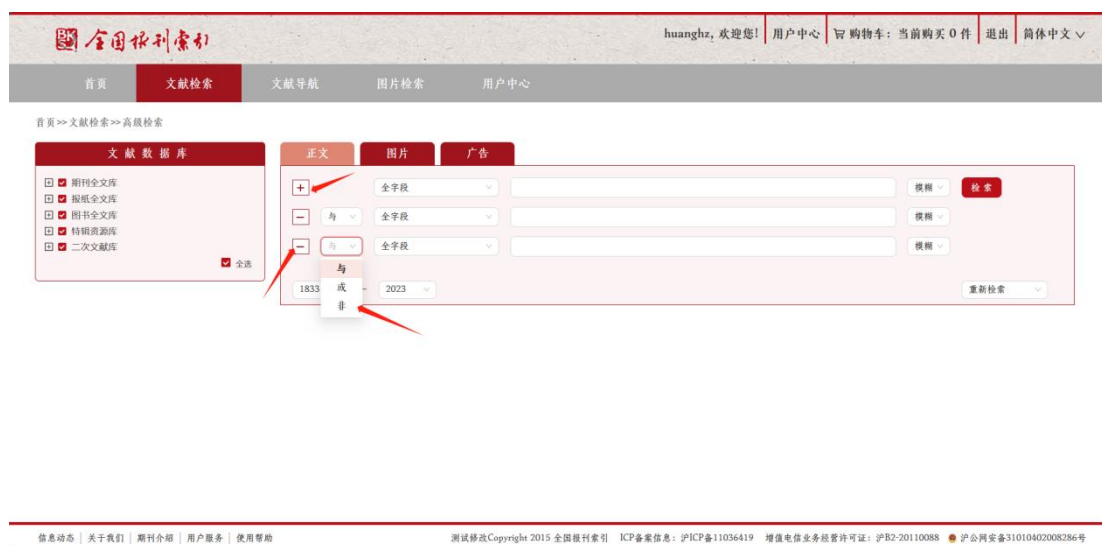 全国报刊索引
huanghz, 欢迎您! 用户中心 购物车: 当前购买 0 件 退出 简体中文
首页 文献检索 文献导航 图片检索 用户中心
首页>>文献检索>>高级检索
文献数据库 正文 图片 广告
期刊全文库 全字段 模糊 检索
报纸全文库
图书全文库 与 全字段 模糊
特辑资源库
二次文献库 与 全字段 模糊
全选
与
1833 或 - 2023 重新检索
非
信息动态 关于我们 期刊介绍 用户服务 使用帮助 测试修改Copyright 2015 全国报刊索引 ICP备案信息: 沪ICP备11036419 增值电信业务经营许可证: 沪B2-20110088 沪公网安备31010402008286号